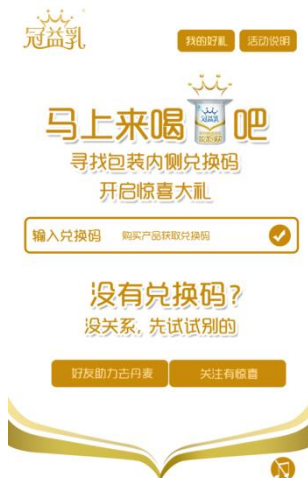 冠益乳
我的好礼 活动说明
马上来喝 冠益乳 吧
寻找包装内侧兑换码
开启惊喜大礼
输入兑换码 购买产品获取兑换码
没有兑换码?
没关系, 先试试别的
好友助力古丹麦 关注有惊喜